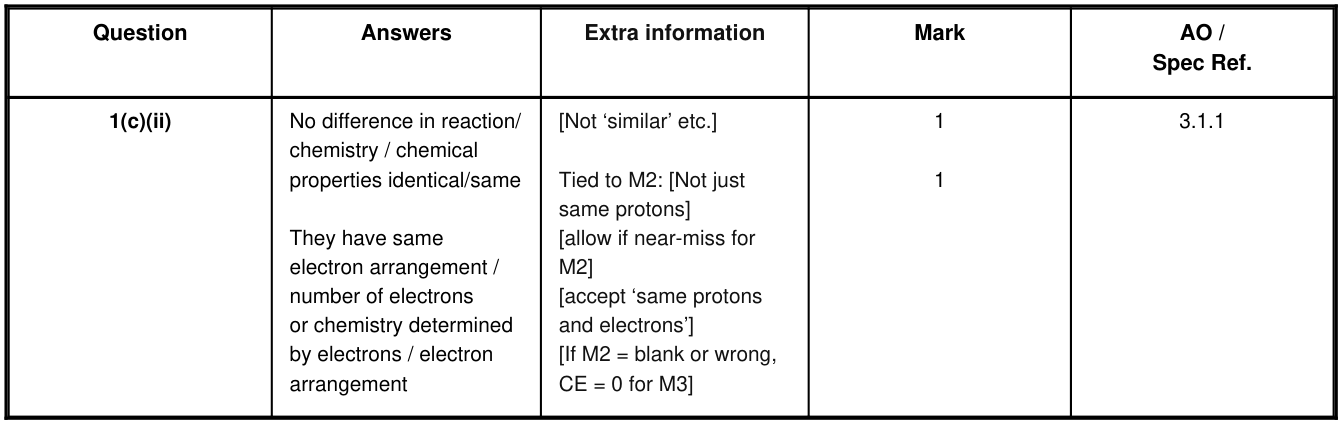 Question
Answers
Extra information
Mark
AO /
Spec Ref.
1(c)(ii)
No difference in reaction/
chemistry / chemical
properties identical/same
They have same
electron arrangement /
number of electrons
or chemistry determined
by electrons / electron
arrangement
[Not ‘similar’ etc.]
Tied to M2: [Not just
same protons]
[allow if near-miss for
M2]
[accept ‘same protons
and electrons’]
[If M2 = blank or wrong,
CE = 0 for M3]
1
1
3.1.1